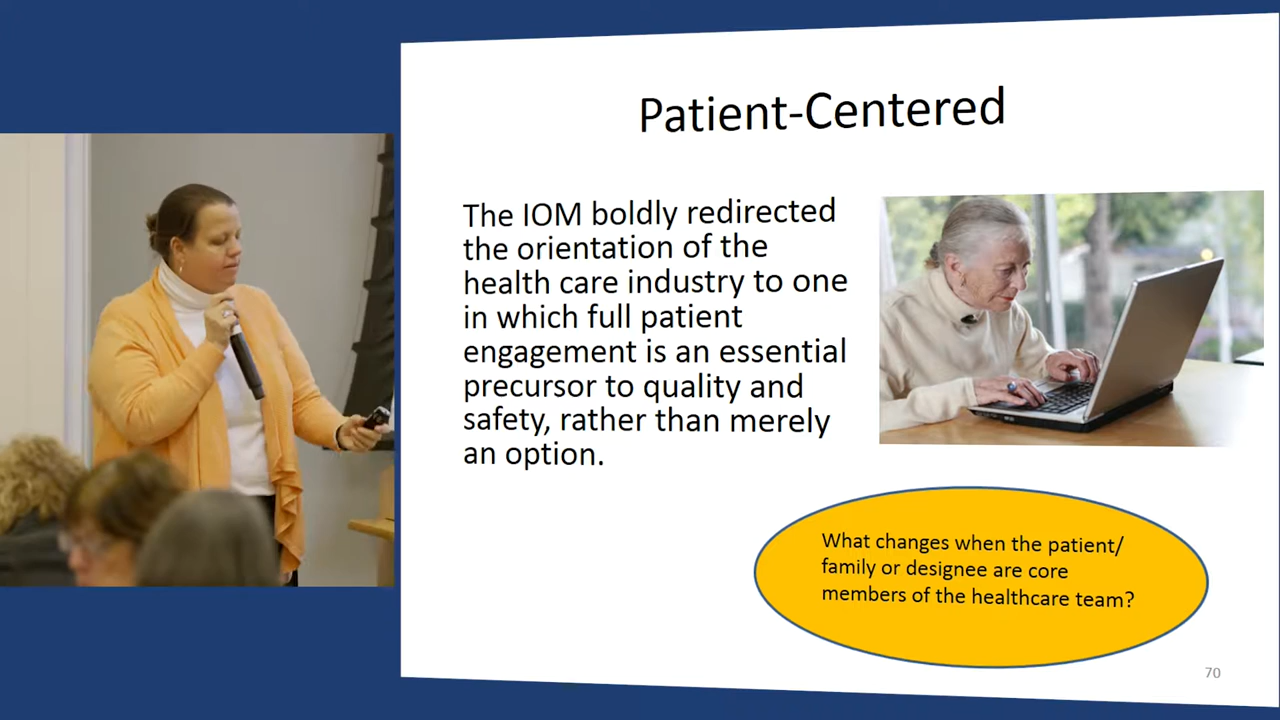 Patient-Centered
The IOM boldly redirected
the orientation of the
health care industry to one
in which full patient
engagement is an essential
precursor to quality and
safety, rather than merely
an option.
What changes when the patient/
family or designee are core
members of the healthcare team?
70